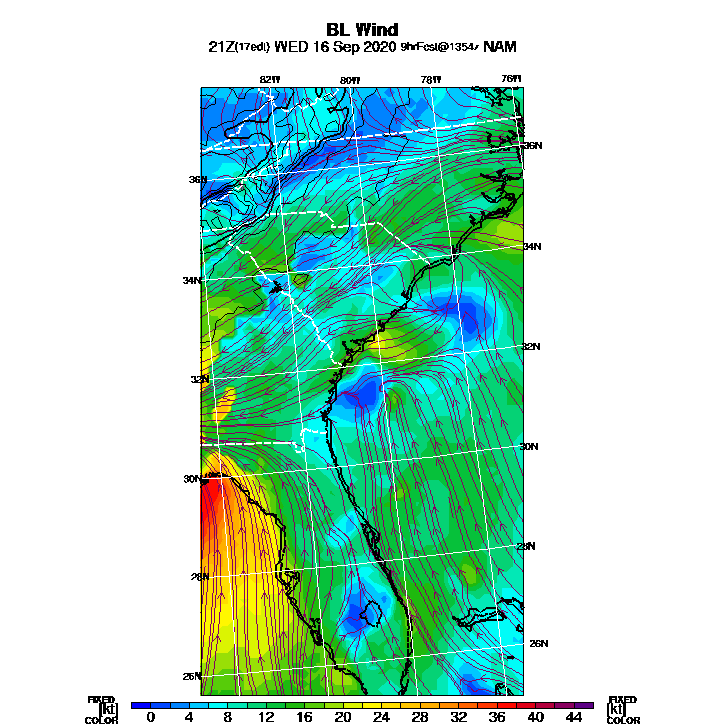 BL Wind
21Z(17edt) WED 16 Sep 2020 9hrFcst@1354z NAM
82W 80W 78W 76W
36N
36N
34N
34N
32N
32N
30N
30N
28N
28N
26N
26N
FIXED FIXED
[kt] 0 4 8 12 16 20 24 28 32 36 40 44 [kt]
COLOR COLOR